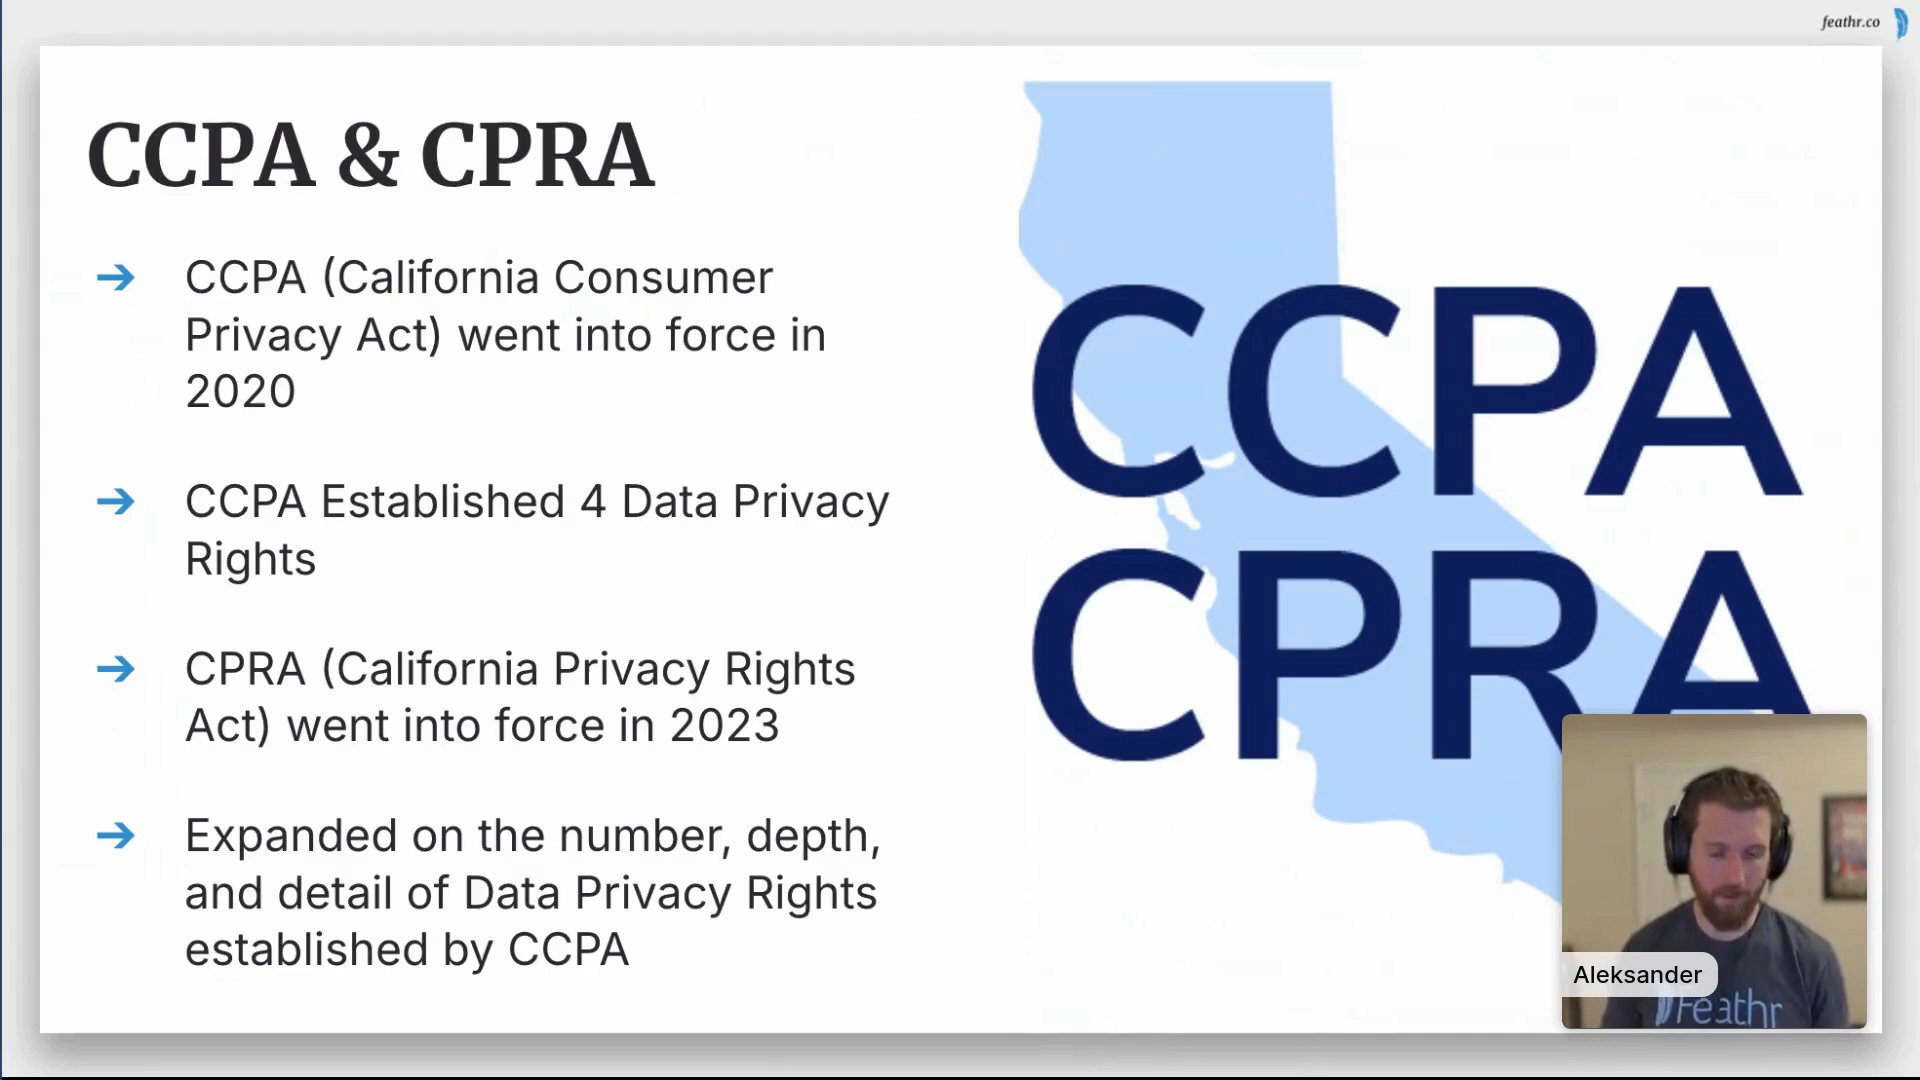 feathr.co
CCPA & CPRA
➔ CCPA (California Consumer
Privacy Act) went into force in
2020
➔ CCPA Established 4 Data Privacy
Rights
➔ CPRA (California Privacy Rights
Act) went into force in 2023
➔ Expanded on the number, depth,
and detail of Data Privacy Rights
established by CCPA
CCPA
CPRA
Aleksander
Feathr